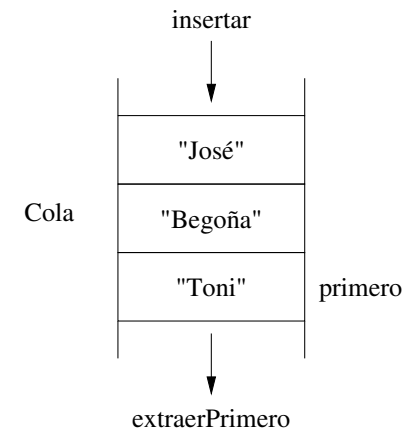 insertar
"José"
Cola
"Begoña"
"Toni"
primero
extraerPrimero